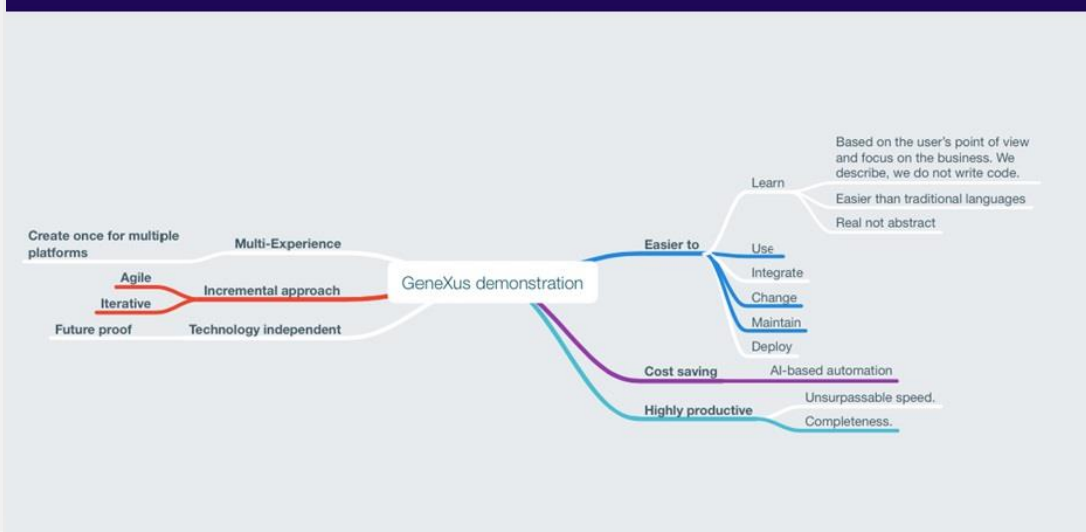 Create once for multiple
platforms
Multi-Experience
Agile
Iterative
Incremental approach
Future proof
Technology independent
GeneXus demonstration
Easier to
Learn
Based on the user's point of view
and focus on the business. We
describe, we do not write code.
Easier than traditional languages
Real not abstract
Use
Integrate
Change
Maintain
Deploy
Cost saving
AI-based automation
Highly productive
Unsurpassable speed.
Completeness.